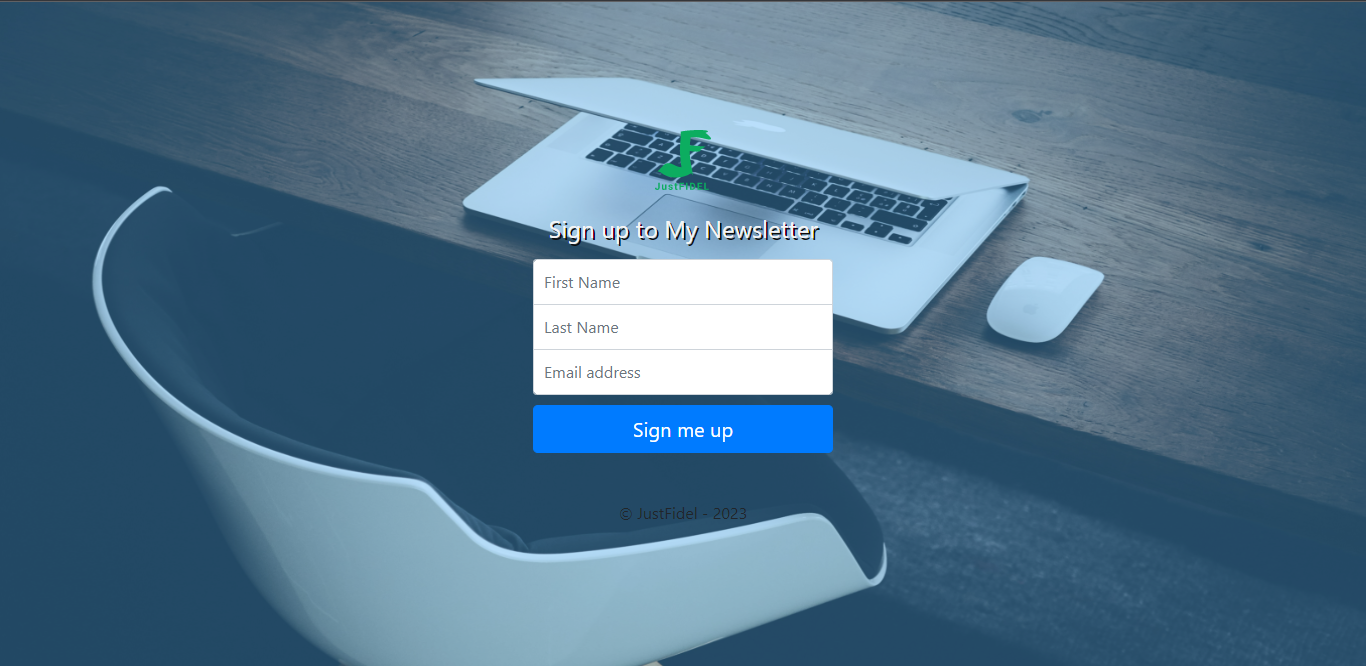 JustFIDEL
Sign up to My Newsletter
First Name
Last Name
Email address
Sign me up
© JustFidel - 2023